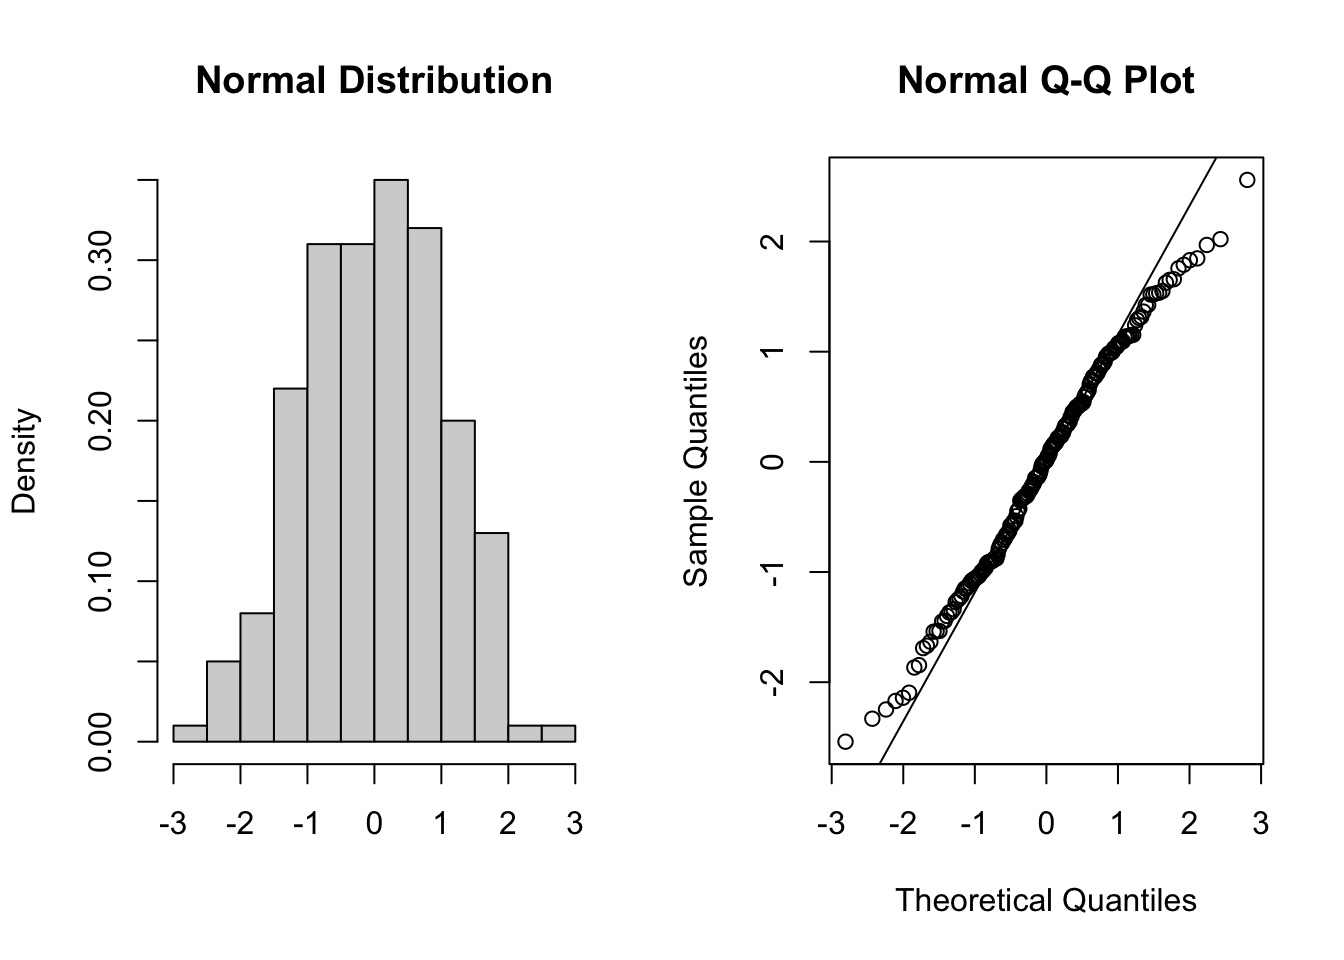 Normal Distribution
Density
0.00 0.10 0.20 0.30
-3 -2 -1 0 1 2 3
Normal Q-Q Plot
Sample Quantiles
-2 -1 0 1 2
-3 -2 -1 0 1 2 3
Theoretical Quantiles